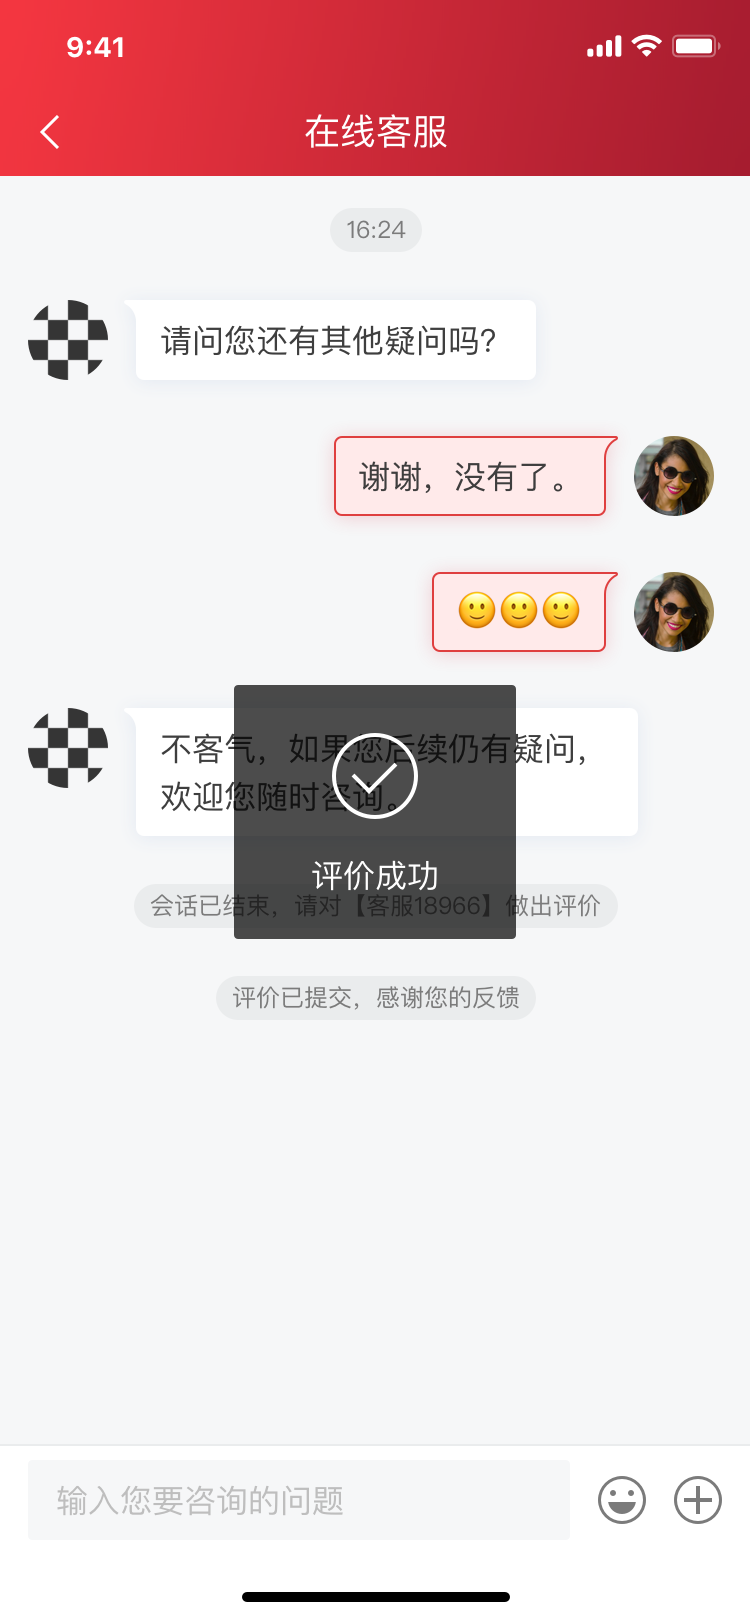 9:41
在线客服
16:24
请问您还有其他疑问吗?
谢谢，没有了。
🙂🙂🙂
不客气，如果您后续仍有疑问，
欢迎您随时咨询。
评价成功
会话已结束，请对【客服18966】做出评价
评价已提交，感谢您的反馈
输入您要咨询的问题